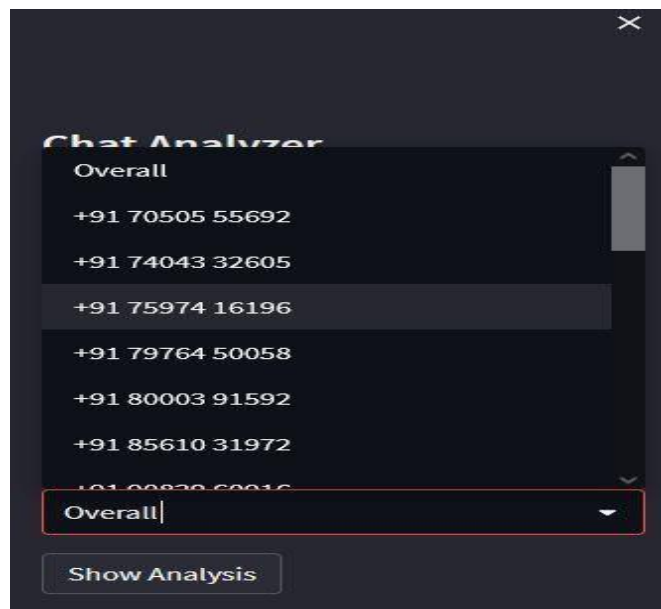 Chat Analyzer
Overall
+91 70505 55692
+91 74043 32605
+91 75974 16196
+91 79764 50058
+91 80003 91592
+91 85610 31972
+91
Overall
Show Analysis